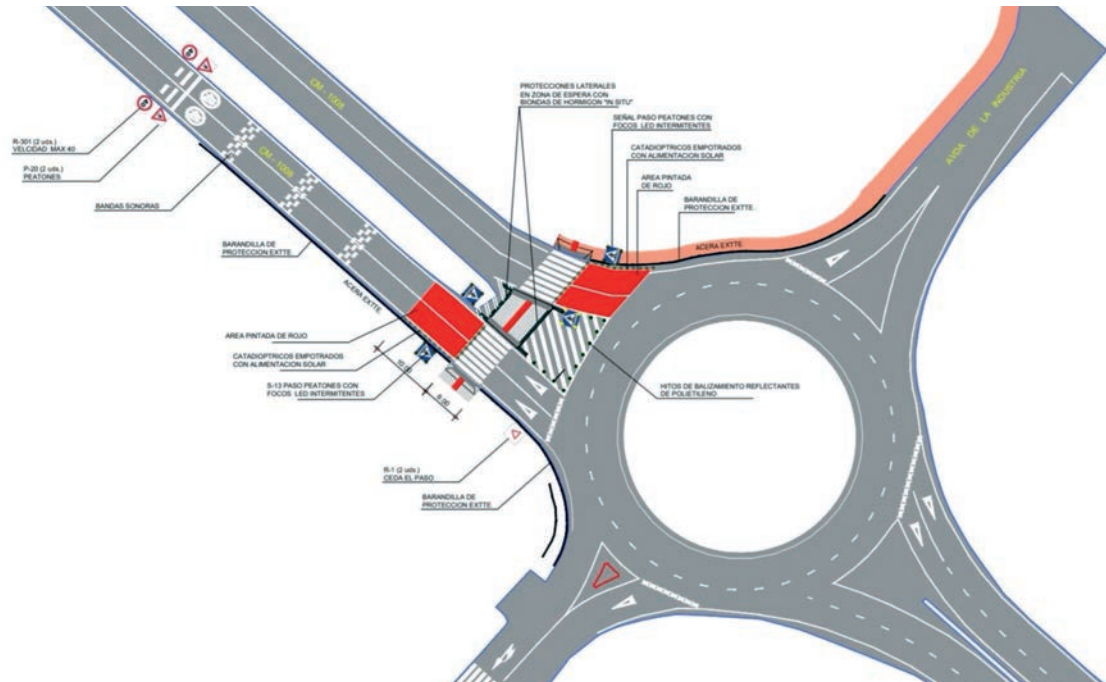 CM - 1008
AVDA DE LA INDUSTRIA
PROTECCIONES LATERALES
EN ZONA DE ESPERA CON
BIONDAS DE HORMIGON "IN SITU"
SEÑAL PASO PEATONES CON
FOCOS LED INTERMITENTES
CATADIOPTRICOS EMPOTRADOS
CON ALIMENTACION SOLAR
AREA PINTADA
DE ROJO
BARANDILLA DE
PROTECCION EXTTE.
ACERA EXTTE
R-301 (2 uds.)
VELOCIDAD MAX 40
P-20 (2 uds.)
PEATONES
CM - 1008
BANDAS SONORAS
BARANDILLA DE
PROTECCION EXTTE
ACERA EXTTE
AREA PINTADA DE ROJO
CATADIOPTRICOS EMPOTRADOS
CON ALIMENTACION SOLAR
S-13 PASO PEATONES CON
FOCOS LED INTERMITENTES
10.00
6.00
HITOS DE BALIZAMIENTO REFLECTANTES
DE POLIETILENO
R-1 (2 uds.)
CEDA EL PASO
BARANDILLA DE
PROTECCION EXTTE.